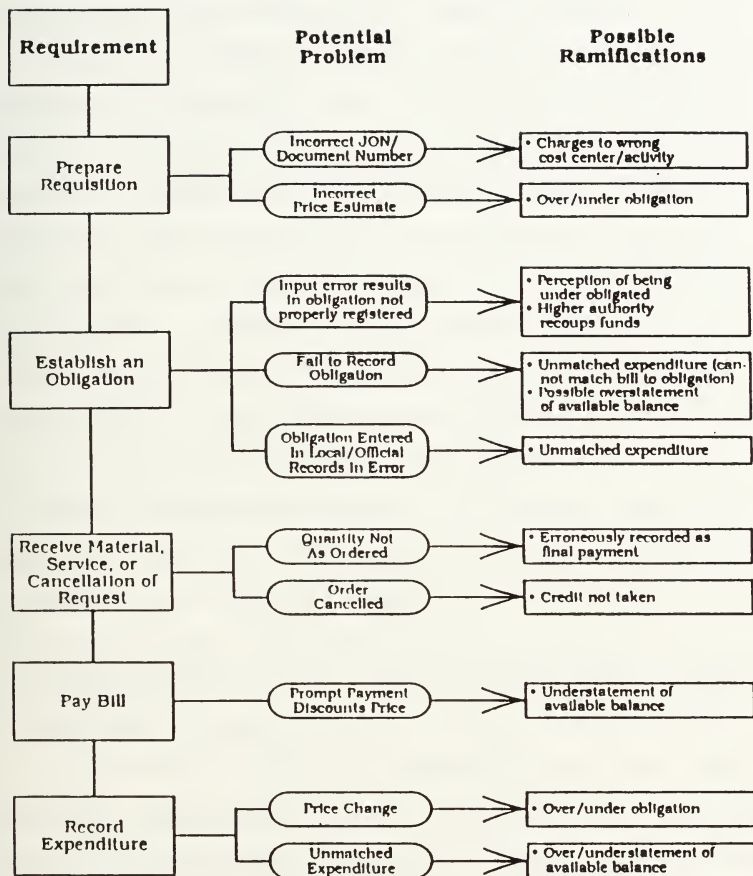 Requirement
Potential
Problem
Possible
Ramifications
Prepare
Requisition
Incorrect JON/
Document Number
• Charges to wrong
cost center/activity
Incorrect
Price Estimate
• Over/under obligation
Establish an
Obligation
Input error results
in obligation not
properly registered
• Perception of being
under obligated
• Higher authority
recoups funds
Fail to Record
Obligation
• Unmatched expenditure (can-
not match bill to obligation)
• Possible overstatement
of available balance
Obligation Entered
In Local/Official
Records In Error
• Unmatched expenditure
Receive Material,
Service, or
Cancellation of
Request
Quantity Not
As Ordered
• Erroneously recorded as
final payment
Order
Cancelled
• Credit not taken
Pay Bill
Prompt Payment
Discounts Price
• Understatement of
available balance
Record
Expenditure
Price Change
• Over/under obligation
Unmatched
Expenditure
• Over/understatement of
available balance